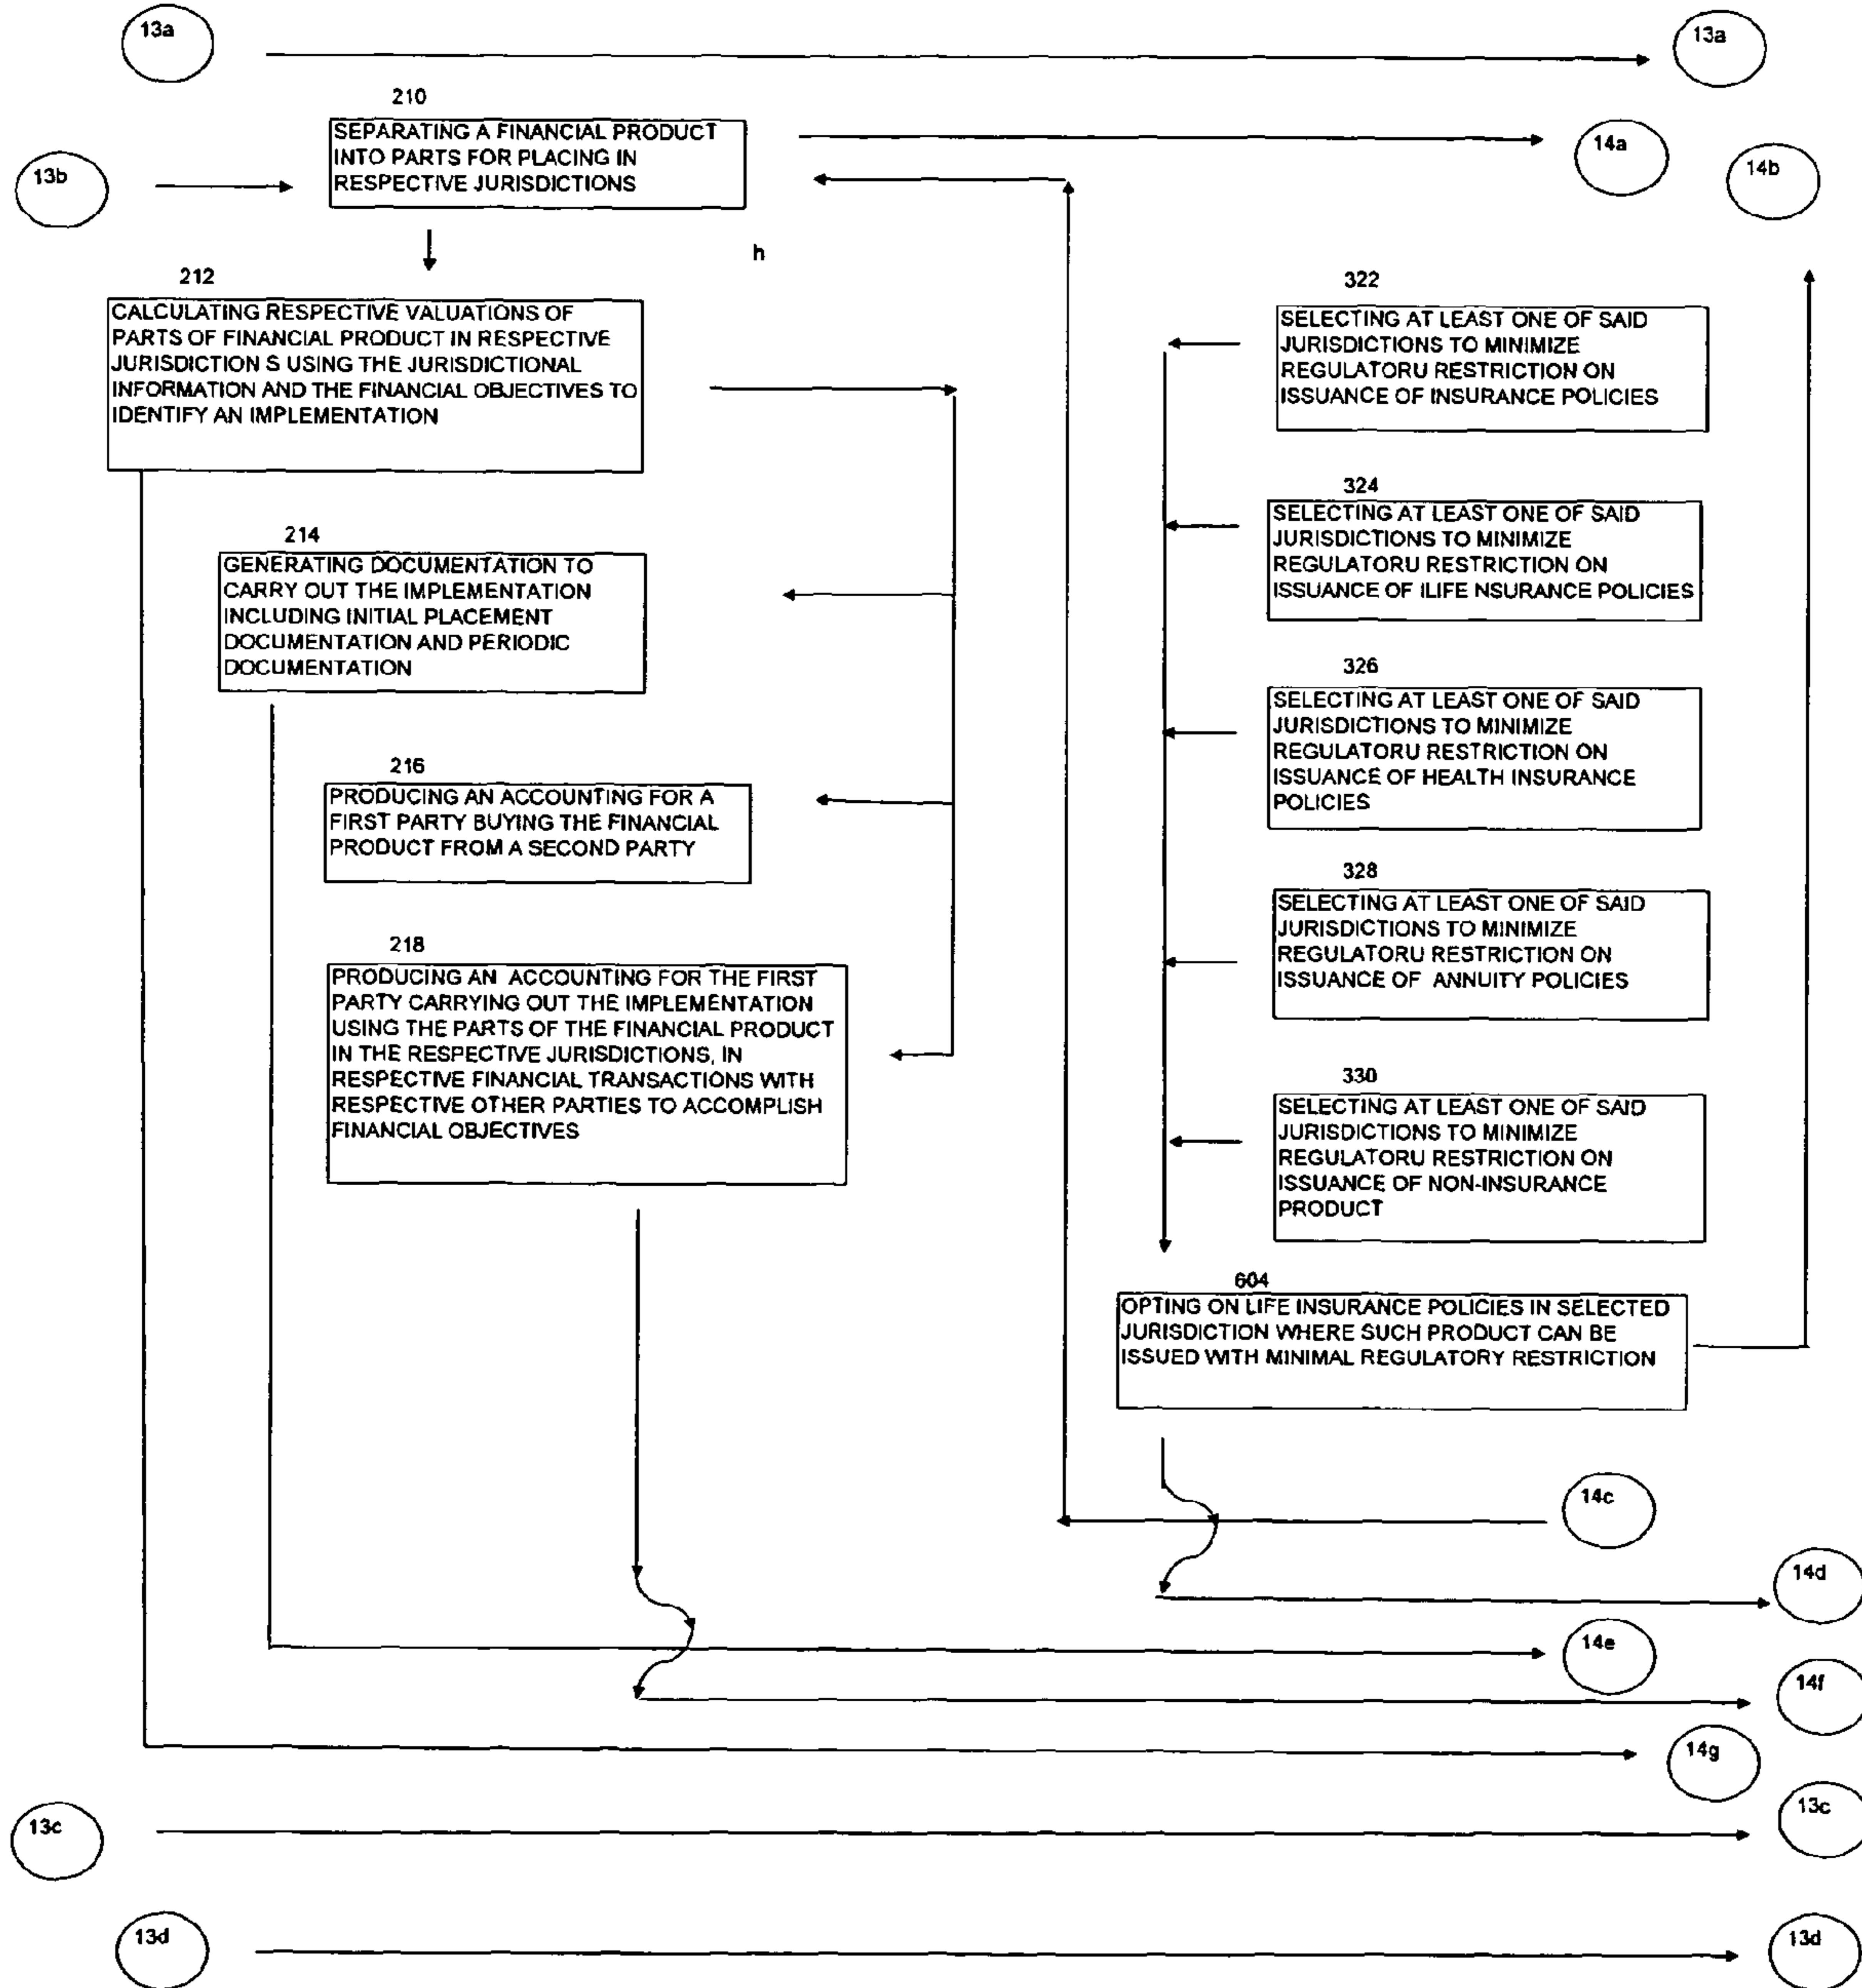 13a
13a
210
SEPARATING A FINANCIAL PRODUCT
INTO PARTS FOR PLACING IN
RESPECTIVE JURISDICTIONS
14a
13b
14b
h
212
CALCULATING RESPECTIVE VALUATIONS OF
PARTS OF FINANCIAL PRODUCT IN RESPECTIVE
JURISDICTION S USING THE JURISDICTIONAL
INFORMATION AND THE FINANCIAL OBJECTIVES TO
IDENTIFY AN IMPLEMENTATION
214
GENERATING DOCUMENTATION TO
CARRY OUT THE IMPLEMENTATION
INCLUDING INITIAL PLACEMENT
DOCUMENTATION AND PERIODIC
DOCUMENTATION
216
PRODUCING AN ACCOUNTING FOR A
FIRST PARTY BUYING THE FINANCIAL
PRODUCT FROM A SECOND PARTY
218
PRODUCING AN ACCOUNTING FOR THE FIRST
PARTY CARRYING OUT THE IMPLEMENTATION
USING THE PARTS OF THE FINANCIAL PRODUCT
IN THE RESPECTIVE JURISDICTIONS, IN
RESPECTIVE FINANCIAL TRANSACTIONS WITH
RESPECTIVE OTHER PARTIES TO ACCOMPLISH
FINANCIAL OBJECTIVES
322
SELECTING AT LEAST ONE OF SAID
JURISDICTIONS TO MINIMIZE
REGULATORU RESTRICTION ON
ISSUANCE OF INSURANCE POLICIES
324
SELECTING AT LEAST ONE OF SAID
JURISDICTIONS TO MINIMIZE
REGULATORU RESTRICTION ON
ISSUANCE OF ILIFE NSURANCE POLICIES
326
SELECTING AT LEAST ONE OF SAID
JURISDICTIONS TO MINIMIZE
REGULATORU RESTRICTION ON
ISSUANCE OF HEALTH INSURANCE
POLICIES
328
SELECTING AT LEAST ONE OF SAID
JURISDICTIONS TO MINIMIZE
REGULATORU RESTRICTION ON
ISSUANCE OF ANNUITY POLICIES
330
SELECTING AT LEAST ONE OF SAID
JURISDICTIONS TO MINIMIZE
REGULATORU RESTRICTION ON
ISSUANCE OF NON-INSURANCE
PRODUCT
604
OPTING ON LIFE INSURANCE POLICIES IN SELECTED
JURISDICTION WHERE SUCH PRODUCT CAN BE
ISSUED WITH MINIMAL REGULATORY RESTRICTION
14c
14d
14e
14f
14g
13c
13c
13d
13d